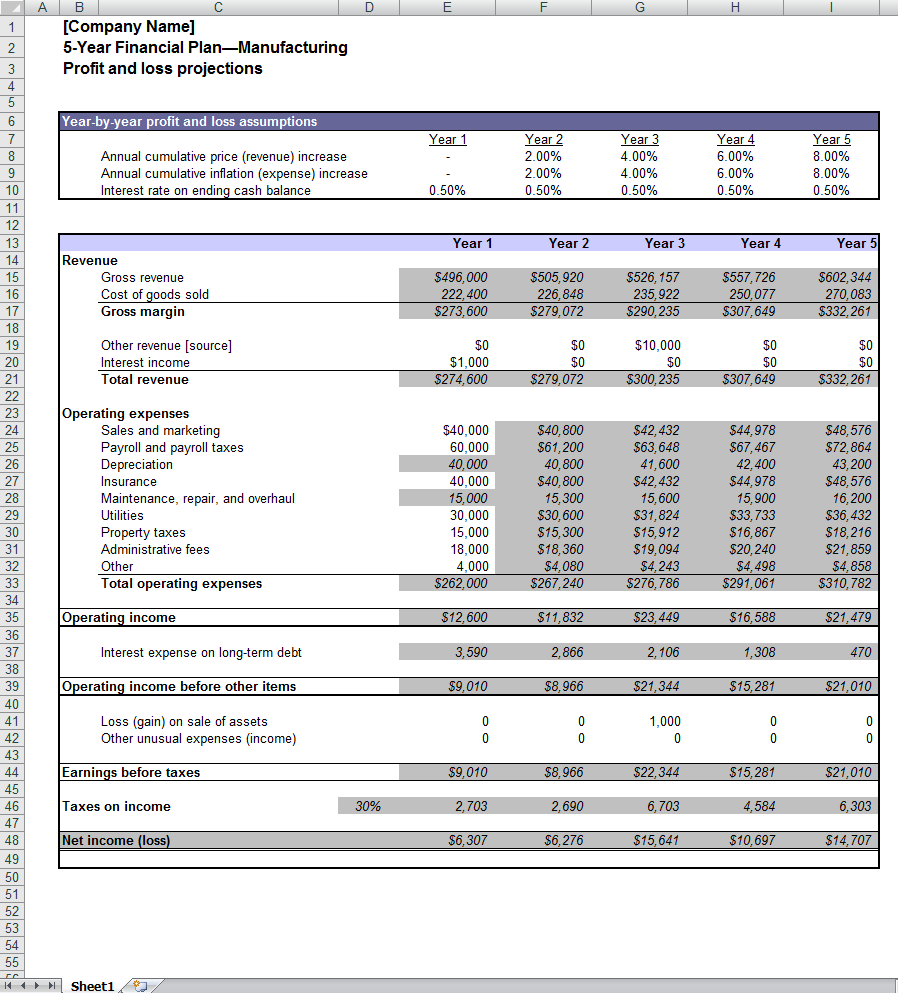 A B C D E F G H I
1 [Company Name]
2 5-Year Financial Plan—Manufacturing
3 Profit and loss projections
4
5
6 Year-by-year profit and loss assumptions
7 Year 1 Year 2 Year 3 Year 4 Year 5
8 Annual cumulative price (revenue) increase - 2.00% 4.00% 6.00% 8.00%
9 Annual cumulative inflation (expense) increase - 2.00% 4.00% 6.00% 8.00%
10 Interest rate on ending cash balance 0.50% 0.50% 0.50% 0.50% 0.50%
11
12
13 Year 1 Year 2 Year 3 Year 4 Year 5
14 Revenue
15 Gross revenue $496,000 $505,920 $526,157 $557,726 $602,344
16 Cost of goods sold 222,400 226,848 235,922 250,077 270,083
17 Gross margin $273,600 $279,072 $290,235 $307,649 $332,261
18
19 Other revenue [source] $0 $0 $10,000 $0 $0
20 Interest income $1,000 $0 $0 $0 $0
21 Total revenue $274,600 $279,072 $300,235 $307,649 $332,261
22
23 Operating expenses
24 Sales and marketing $40,000 $40,800 $42,432 $44,978 $48,576
25 Payroll and payroll taxes 60,000 $61,200 $63,648 $67,467 $72,864
26 Depreciation 40,000 40,800 41,600 42,400 43,200
27 Insurance 40,000 $40,800 $42,432 $44,978 $48,576
28 Maintenance, repair, and overhaul 15,000 15,300 15,600 15,900 16,200
29 Utilities 30,000 $30,600 $31,824 $33,733 $36,432
30 Property taxes 15,000 $15,300 $15,912 $16,867 $18,216
31 Administrative fees 18,000 $18,360 $19,094 $20,240 $21,859
32 Other 4,000 $4,080 $4,243 $4,498 $4,858
33 Total operating expenses $262,000 $267,240 $276,786 $291,061 $310,782
34
35 Operating income $12,600 $11,832 $23,449 $16,588 $21,479
36
37 Interest expense on long-term debt 3,590 2,866 2,106 1,308 470
38
39 Operating income before other items $9,010 $8,966 $21,344 $15,281 $21,010
40
41 Loss (gain) on sale of assets 0 0 1,000 0 0
42 Other unusual expenses (income) 0 0 0 0 0
43
44 Earnings before taxes $9,010 $8,966 $22,344 $15,281 $21,010
45
46 Taxes on income 30% 2,703 2,690 6,703 4,584 6,303
47
48 Net income (loss) $6,307 $6,276 $15,641 $10,697 $14,707
49
50
51
52
53
54
55
Sheet1